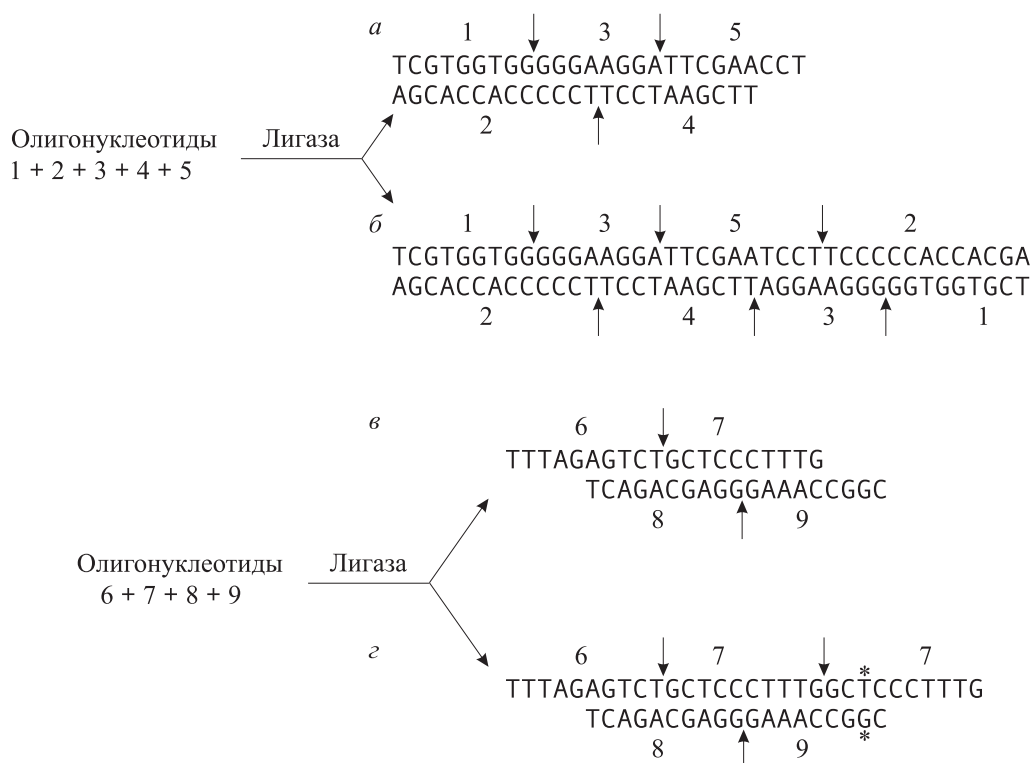 а
1 3 5
TCGTGGTGGGGGAAGGATTCGAACCT
AGCACCACCCCCTTCCTAAGCTT
2 4
Олигонуклеотиды Лигаза
1 + 2 + 3 + 4 + 5
б
1 3 5 2
TCGTGGTGGGGGAAGGATTCGAATCCTTCCCCCACCACGA
AGCACCACCCCCTTCCTAAGCTTAGGAAGGGGGTGGTGCT
2 4 3 1
в
6 7
TTTAGAGTCTGCTCCCTTTG
TCAGACGAGGGAAACCGGC
8 9
Олигонуклеотиды Лигаза
6 + 7 + 8 + 9
г
6 7 * 7
TTTAGAGTCTGCTCCCTTTGGCTCCCTTTG
TCAGACGAGGGAAACCGGC
8 9 *